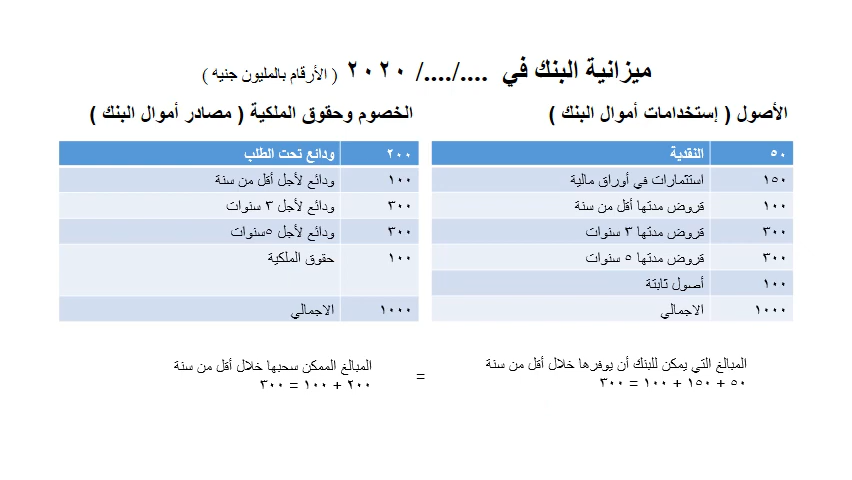 ميزانية البنك في ..../..../ ٢٠٢٠ ( الأرقام بالمليون جنيه )
الأصول ( إستخدامات أموال البنك )
٥٠ النقدية
١٥٠ استثمارات في أوراق مالية
١٠٠ قروض مدتها أقل من سنة
٣٠٠ قروض مدتها ٣ سنوات
٣٠٠ قروض مدتها ٥ سنوات
١٠٠ أصول ثابتة
١٠٠٠ الاجمالي
الخصوم وحقوق الملكية ( مصادر أموال البنك )
٢٠٠ ودائع تحت الطلب
١٠٠ ودائع لأجل أقل من سنة
٣٠٠ ودائع لأجل ٣ سنوات
٣٠٠ ودائع لأجل ٥سنوات
١٠٠ حقوق الملكية
١٠٠٠ الاجمالي
المبالغ التي يمكن للبنك أن يوفرها خلال أقل من سنة
٥٠ + ١٥٠ + ١٠٠ = ٣٠٠
=
المبالغ الممكن سحبها خلال أقل من سنة
٢٠٠ + ١٠٠ = ٣٠٠